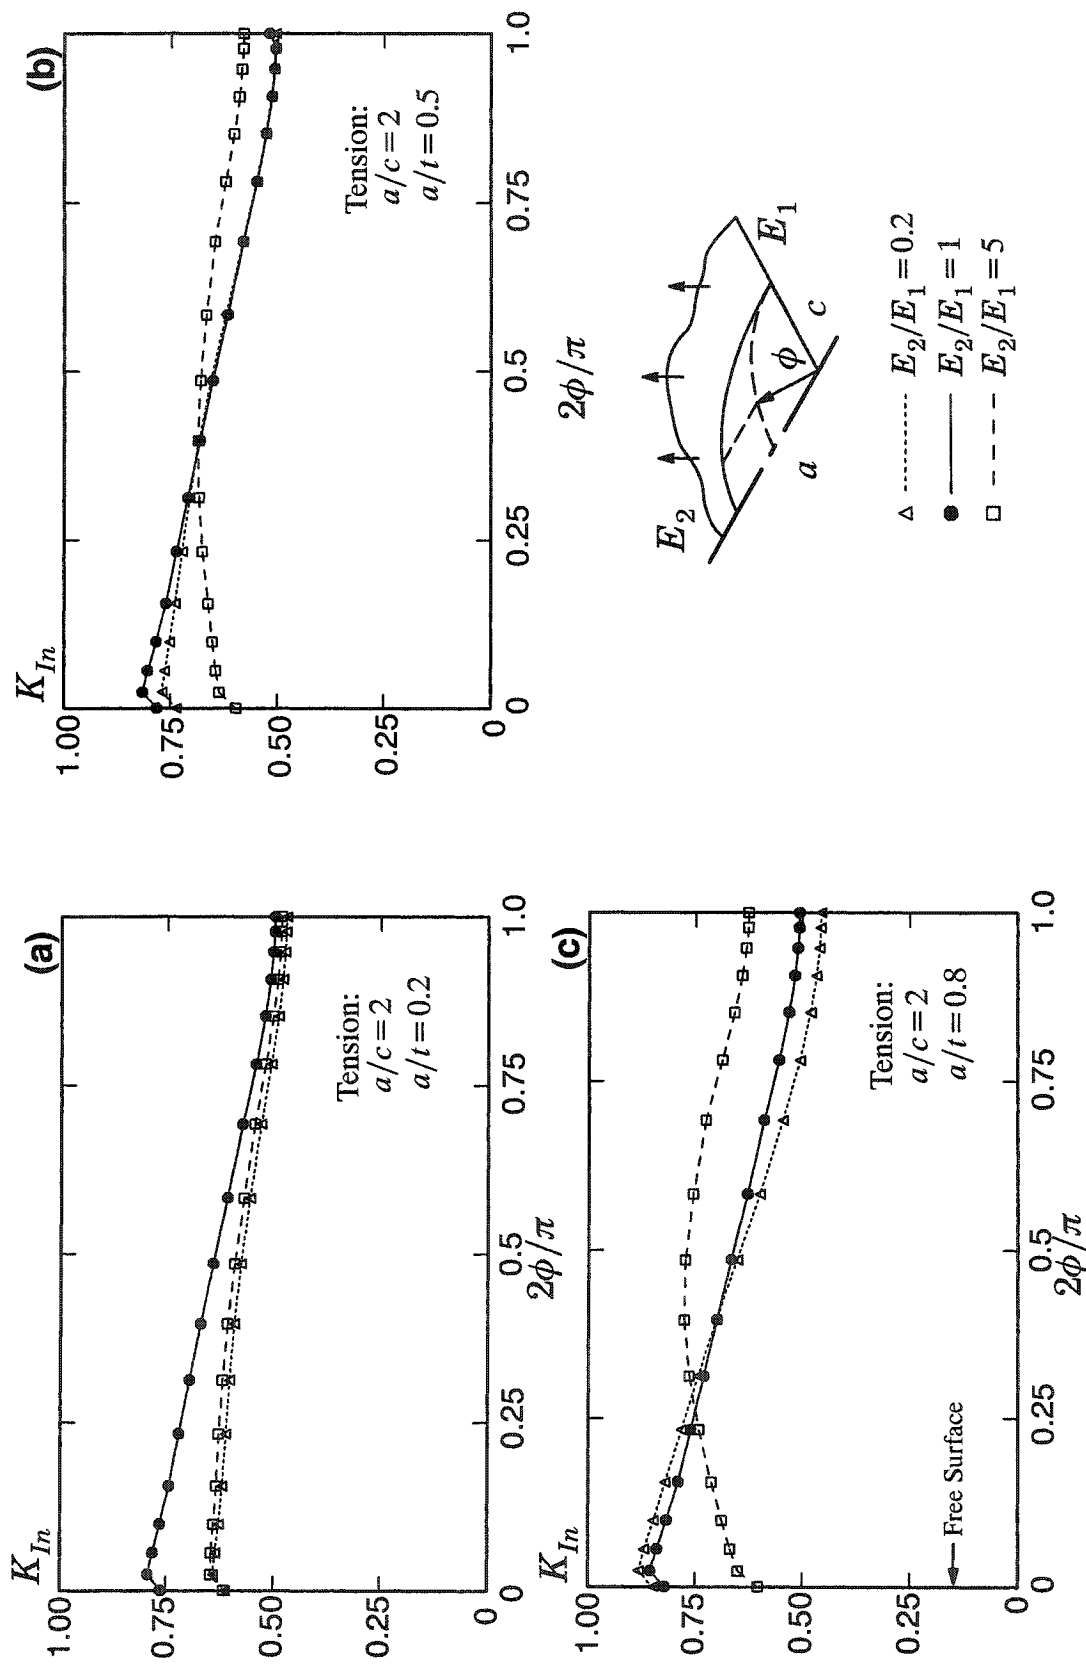 (a)
K_In
1.00
0.75
0.50
0.25
0
0
0.25
0.5
0.75
1.0
2ϕ/π
Tension:
a/c = 2
a/t = 0.2
(b)
K_In
1.00
0.75
0.50
0.25
0
0
0.25
0.5
0.75
1.0
2ϕ/π
Tension:
a/c = 2
a/t = 0.5
(c)
K_In
1.00
0.75
0.50
0.25
0
0
0.25
0.5
0.75
1.0
2ϕ/π
Tension:
a/c = 2
a/t = 0.8
Free Surface
E_2
E_1
a
ϕ
c
E_2/E_1 = 0.2
E_2/E_1 = 1
E_2/E_1 = 5